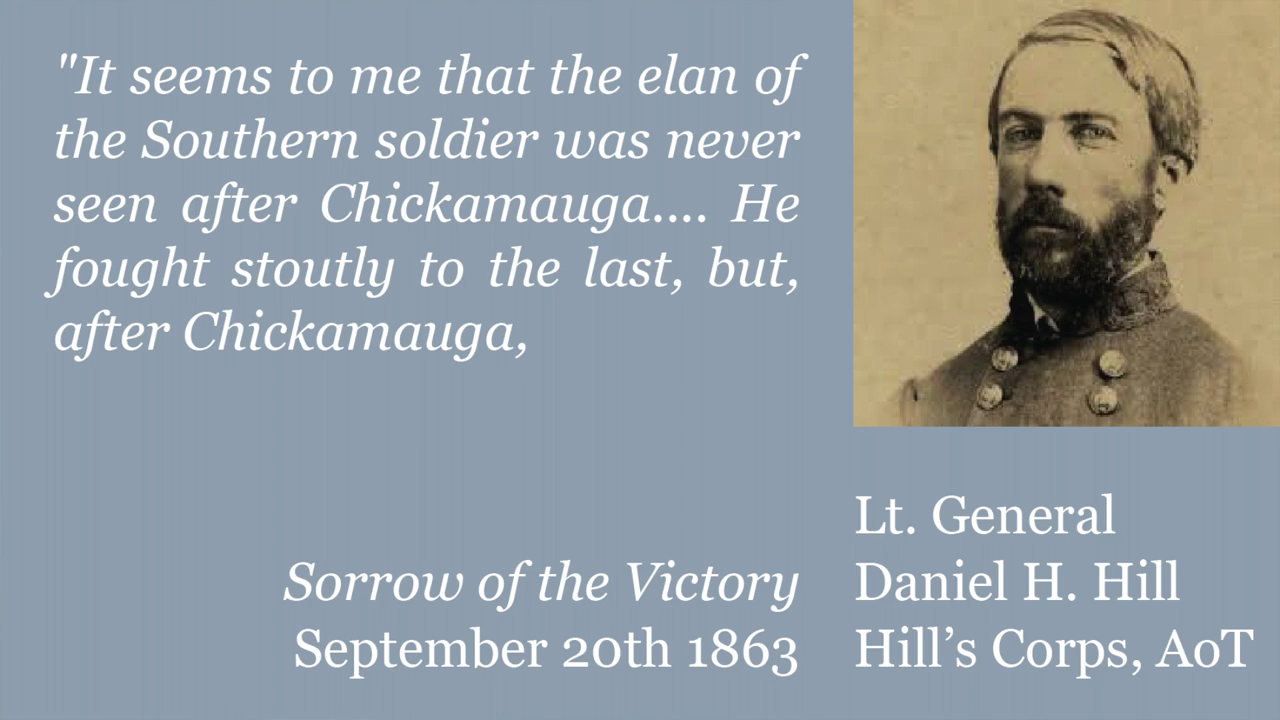 "It seems to me that the elan of
the Southern soldier was never
seen after Chickamauga.... He
fought stoutly to the last, but,
after Chickamauga,
Sorrow of the Victory
September 20th 1863
Lt. General
Daniel H. Hill
Hill’s Corps, AoT